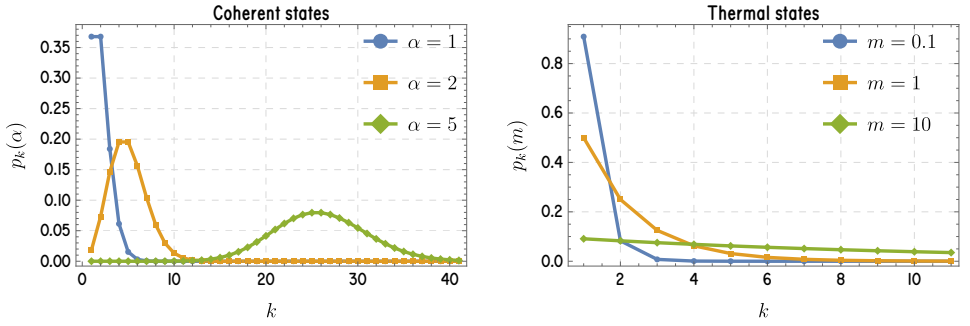 Coherent states
p_k(α)
0.35
0.30
0.25
0.20
0.15
0.10
0.05
0.00
0 10 20 30 40
k
α = 1
α = 2
α = 5
Thermal states
p_k(m)
0.8
0.6
0.4
0.2
0.0
2 4 6 8 10
k
m = 0.1
m = 1
m = 10